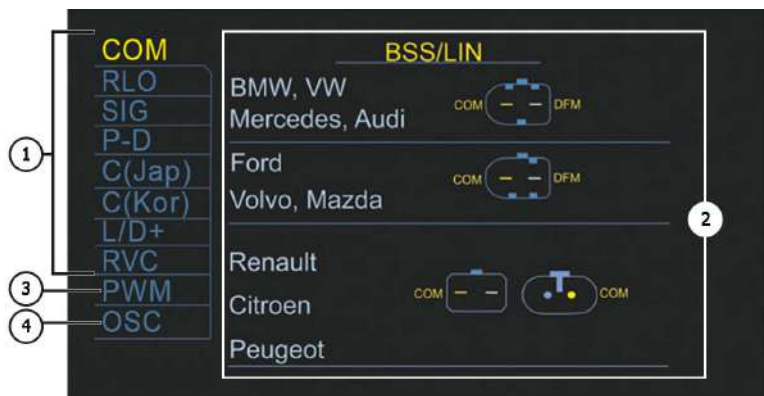 COM
RLO
SIG
P-D
C(Jap)
C(Kor)
L/D+
RVC
PWM
OSC
1
3
4
BSS/LIN
BMW, VW
Mercedes, Audi
COM
DFM
Ford
Volvo, Mazda
COM
DFM
2
Renault
Citroen
Peugeot
COM
COM